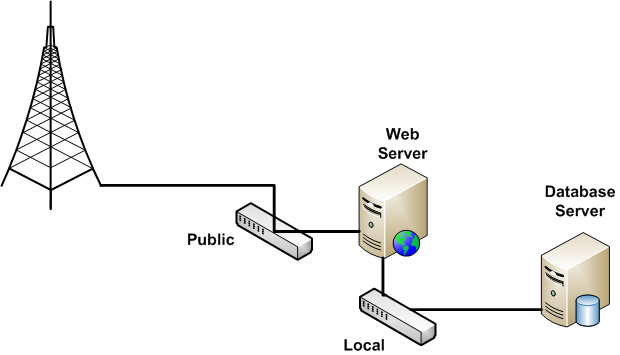 Web
Server
Database
Server
Public
Local